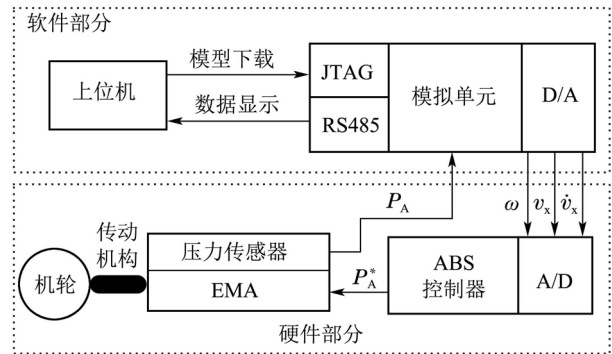 软件部分
上位机
模型下载
数据显示
JTAG
RS485
模拟单元
D/A
P_A
ω
v_x
v̇_x
传动
机构
机轮
压力传感器
EMA
P_A^*
ABS
控制器
A/D
硬件部分